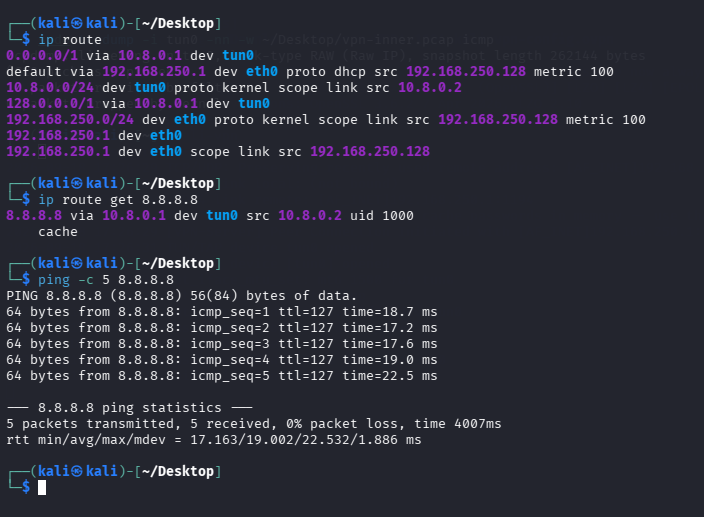 ┌──(kali㉿kali)-[~/Desktop]
└─$ ip route
0.0.0.0/1 via 10.8.0.1 dev tun0
default via 192.168.250.1 dev eth0 proto dhcp src 192.168.250.128 metric 100
10.8.0.0/24 dev tun0 proto kernel scope link src 10.8.0.2
128.0.0.0/1 via 10.8.0.1 dev tun0
192.168.250.0/24 dev eth0 proto kernel scope link src 192.168.250.128 metric 100
192.168.250.1 dev eth0
192.168.250.1 dev eth0 scope link src 192.168.250.128
┌──(kali㉿kali)-[~/Desktop]
└─$ ip route get 8.8.8.8
8.8.8.8 via 10.8.0.1 dev tun0 src 10.8.0.2 uid 1000
    cache
┌──(kali㉿kali)-[~/Desktop]
└─$ ping -c 5 8.8.8.8
PING 8.8.8.8 (8.8.8.8) 56(84) bytes of data.
64 bytes from 8.8.8.8: icmp_seq=1 ttl=127 time=18.7 ms
64 bytes from 8.8.8.8: icmp_seq=2 ttl=127 time=17.2 ms
64 bytes from 8.8.8.8: icmp_seq=3 ttl=127 time=17.6 ms
64 bytes from 8.8.8.8: icmp_seq=4 ttl=127 time=19.0 ms
64 bytes from 8.8.8.8: icmp_seq=5 ttl=127 time=22.5 ms
--- 8.8.8.8 ping statistics ---
5 packets transmitted, 5 received, 0% packet loss, time 4007ms
rtt min/avg/max/mdev = 17.163/19.002/22.532/1.886 ms
┌──(kali㉿kali)-[~/Desktop]
└─$